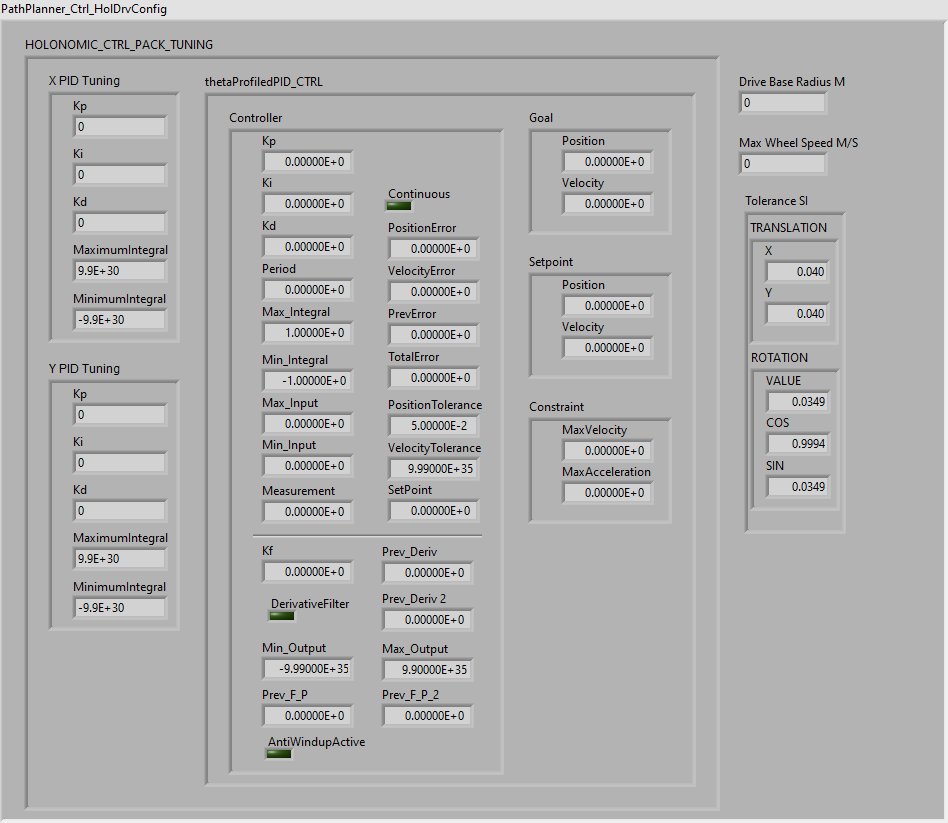 PathPlanner_Ctrl_HolDrvConfig
HOLONOMIC_CTRL_PACK_TUNING
X PID Tuning
Kp
0
Ki
0
Kd
0
MaximumIntegral
9.9E+30
MinimumIntegral
-9.9E+30
Y PID Tuning
Kp
0
Ki
0
Kd
0
MaximumIntegral
9.9E+30
MinimumIntegral
-9.9E+30
thetaProfiledPID_CTRL
Controller
Kp
0.00000E+0
Ki
0.00000E+0
Kd
0.00000E+0
Period
0.00000E+0
Max_Integral
1.00000E+0
Min_Integral
-1.00000E+0
Max_Input
0.00000E+0
Min_Input
0.00000E+0
Measurement
0.00000E+0
Continuous
PositionError
0.00000E+0
VelocityError
0.00000E+0
PrevError
0.00000E+0
TotalError
0.00000E+0
PositionTolerance
5.00000E-2
VelocityTolerance
9.99000E+35
SetPoint
0.00000E+0
Kf
0.00000E+0
DerivativeFilter
Min_Output
-9.99000E+35
Prev_F_P
0.00000E+0
AntiWindupActive
Prev_Deriv
0.00000E+0
Prev_Deriv 2
0.00000E+0
Max_Output
9.90000E+35
Prev_F_P_2
0.00000E+0
Goal
Position
0.00000E+0
Velocity
0.00000E+0
Setpoint
Position
0.00000E+0
Velocity
0.00000E+0
Constraint
MaxVelocity
0.00000E+0
MaxAcceleration
0.00000E+0
Drive Base Radius M
0
Max Wheel Speed M/S
0
Tolerance SI
TRANSLATION
X
0.040
Y
0.040
ROTATION
VALUE
0.0349
COS
0.9994
SIN
0.0349